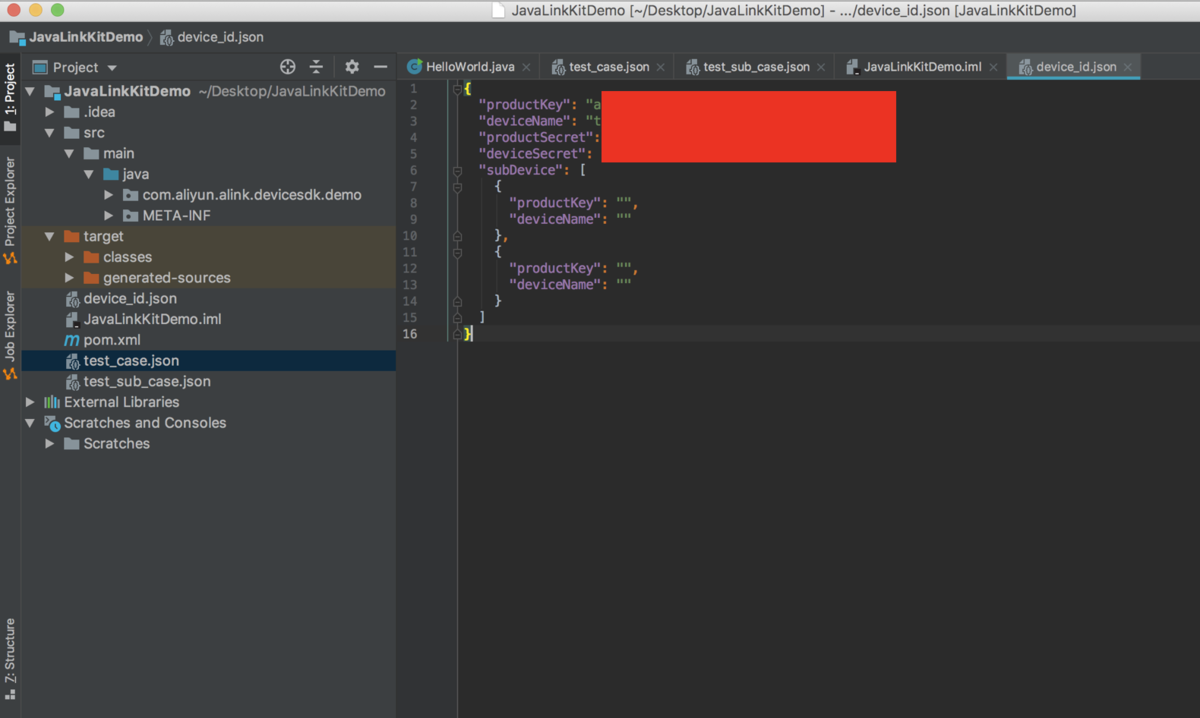 JavaLinkKitDemo [~/Desktop/JavaLinkKitDemo] - .../device_id.json [JavaLinkKitDemo]
JavaLinkKitDemo device_id.json
1: Project
Project Explorer
Job Explorer
Z: Structure
Project
JavaLinkKitDemo ~/Desktop/JavaLinkKitDemo
.idea
src
main
java
com.aliyun.alink.devicesdk.demo
META-INF
target
classes
generated-sources
device_id.json
JavaLinkKitDemo.iml
pom.xml
test_case.json
test_sub_case.json
External Libraries
Scratches and Consoles
Scratches
HelloWorld.java test_case.json test_sub_case.json JavaLinkKitDemo.iml device_id.json
1 {
2 "productKey": "a
3 "deviceName": "t
4 "productSecret":
5 "deviceSecret":
6 "subDevice": [
7 {
8 "productKey": "",
9 "deviceName": ""
10 },
11 {
12 "productKey": "",
13 "deviceName": ""
14 }
15 ]
16 }